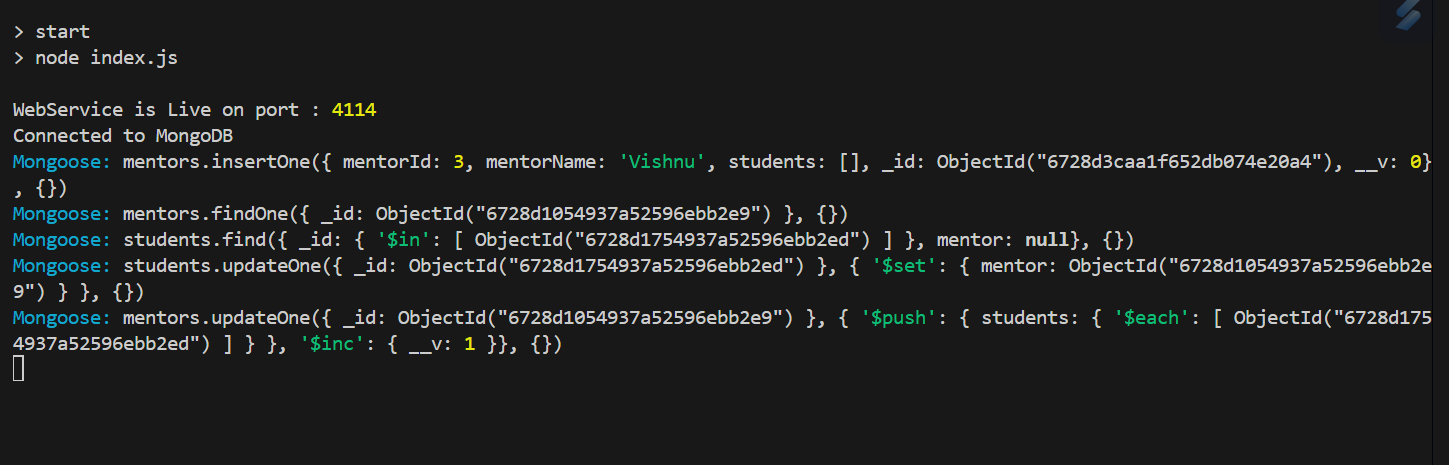 > start
> node index.js
WebService is Live on port : 4114
Connected to MongoDB
Mongoose: mentors.insertOne({ mentorId: 3, mentorName: 'Vishnu', students: [], _id: ObjectId("6728d3caa1f652db074e20a4"), __v: 0}
, {})
Mongoose: mentors.findOne({ _id: ObjectId("6728d1054937a52596ebb2e9") }, {})
Mongoose: students.find({ _id: { '$in': [ ObjectId("6728d1754937a52596ebb2ed") ] }, mentor: null}, {})
Mongoose: students.updateOne({ _id: ObjectId("6728d1754937a52596ebb2ed") }, { '$set': { mentor: ObjectId("6728d1054937a52596ebb2e
9") } }, {})
Mongoose: mentors.updateOne({ _id: ObjectId("6728d1054937a52596ebb2e9") }, { '$push': { students: { '$each': [ ObjectId("6728d175
4937a52596ebb2ed") ] } }, '$inc': { __v: 1 }}, {})